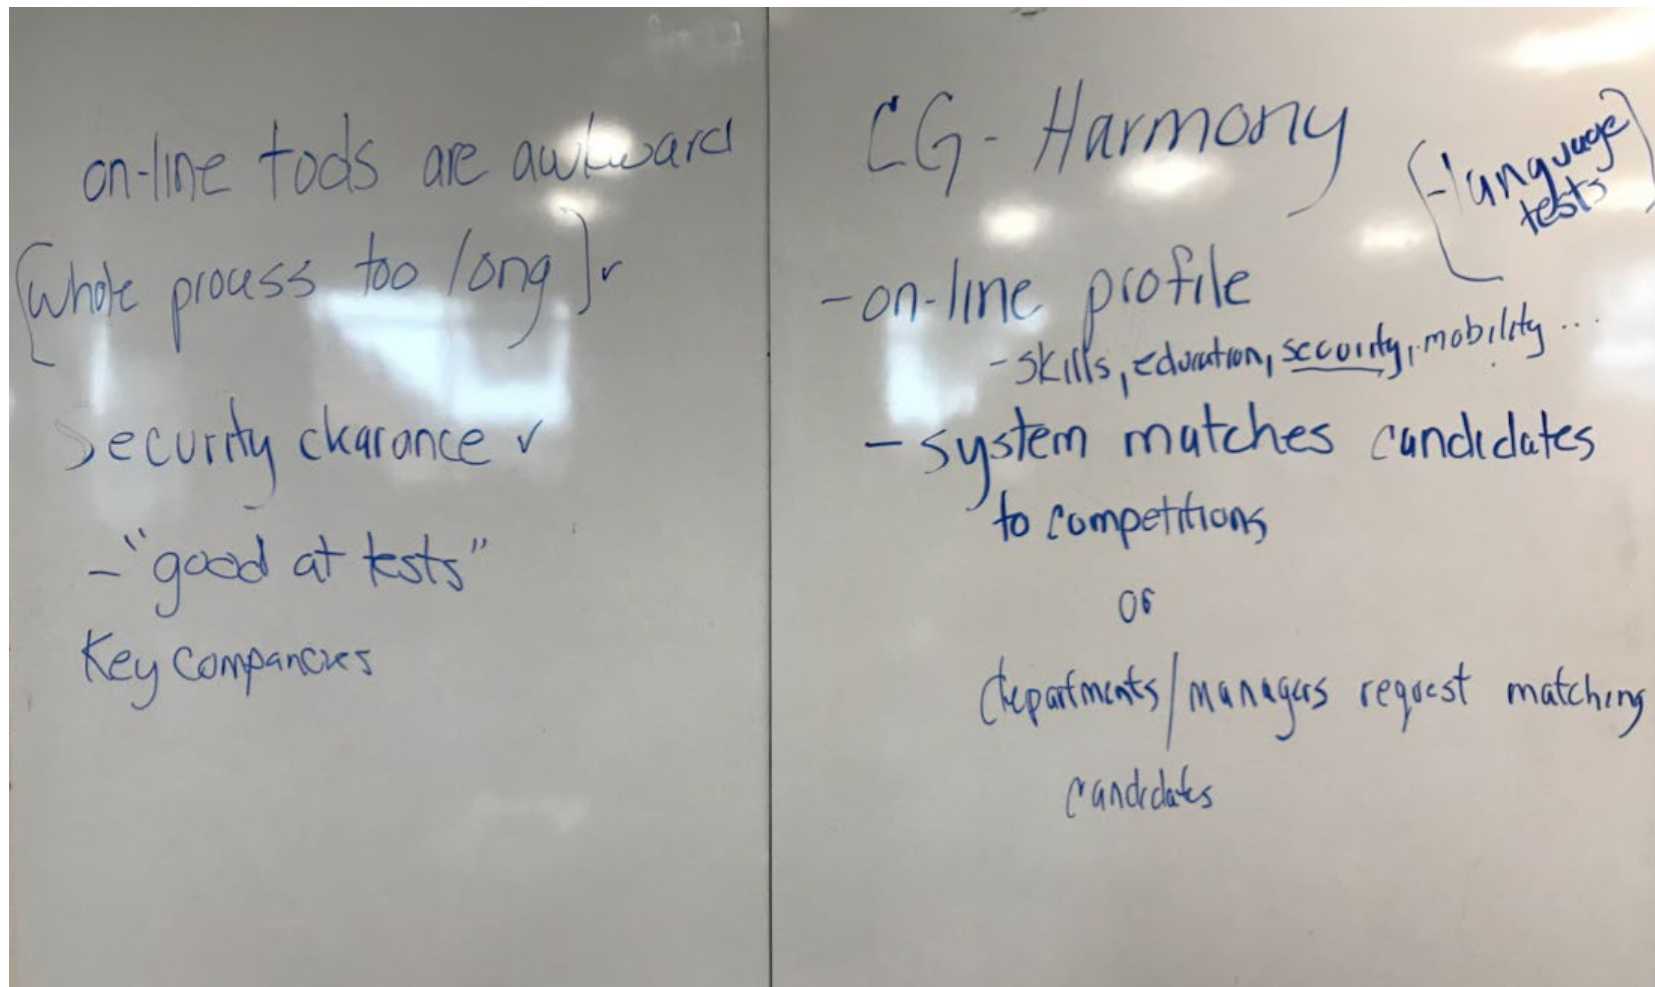 on-line tools are awkward
[whole process too long] ✓
Security clearance ✓
- "good at tests"
Key Compancies
CG - Harmony
[- language
tests]
- on-line profile
- skills, education, security, mobility ...
- system matches candidates
to competitions
or
departments/managers request matching
candidates